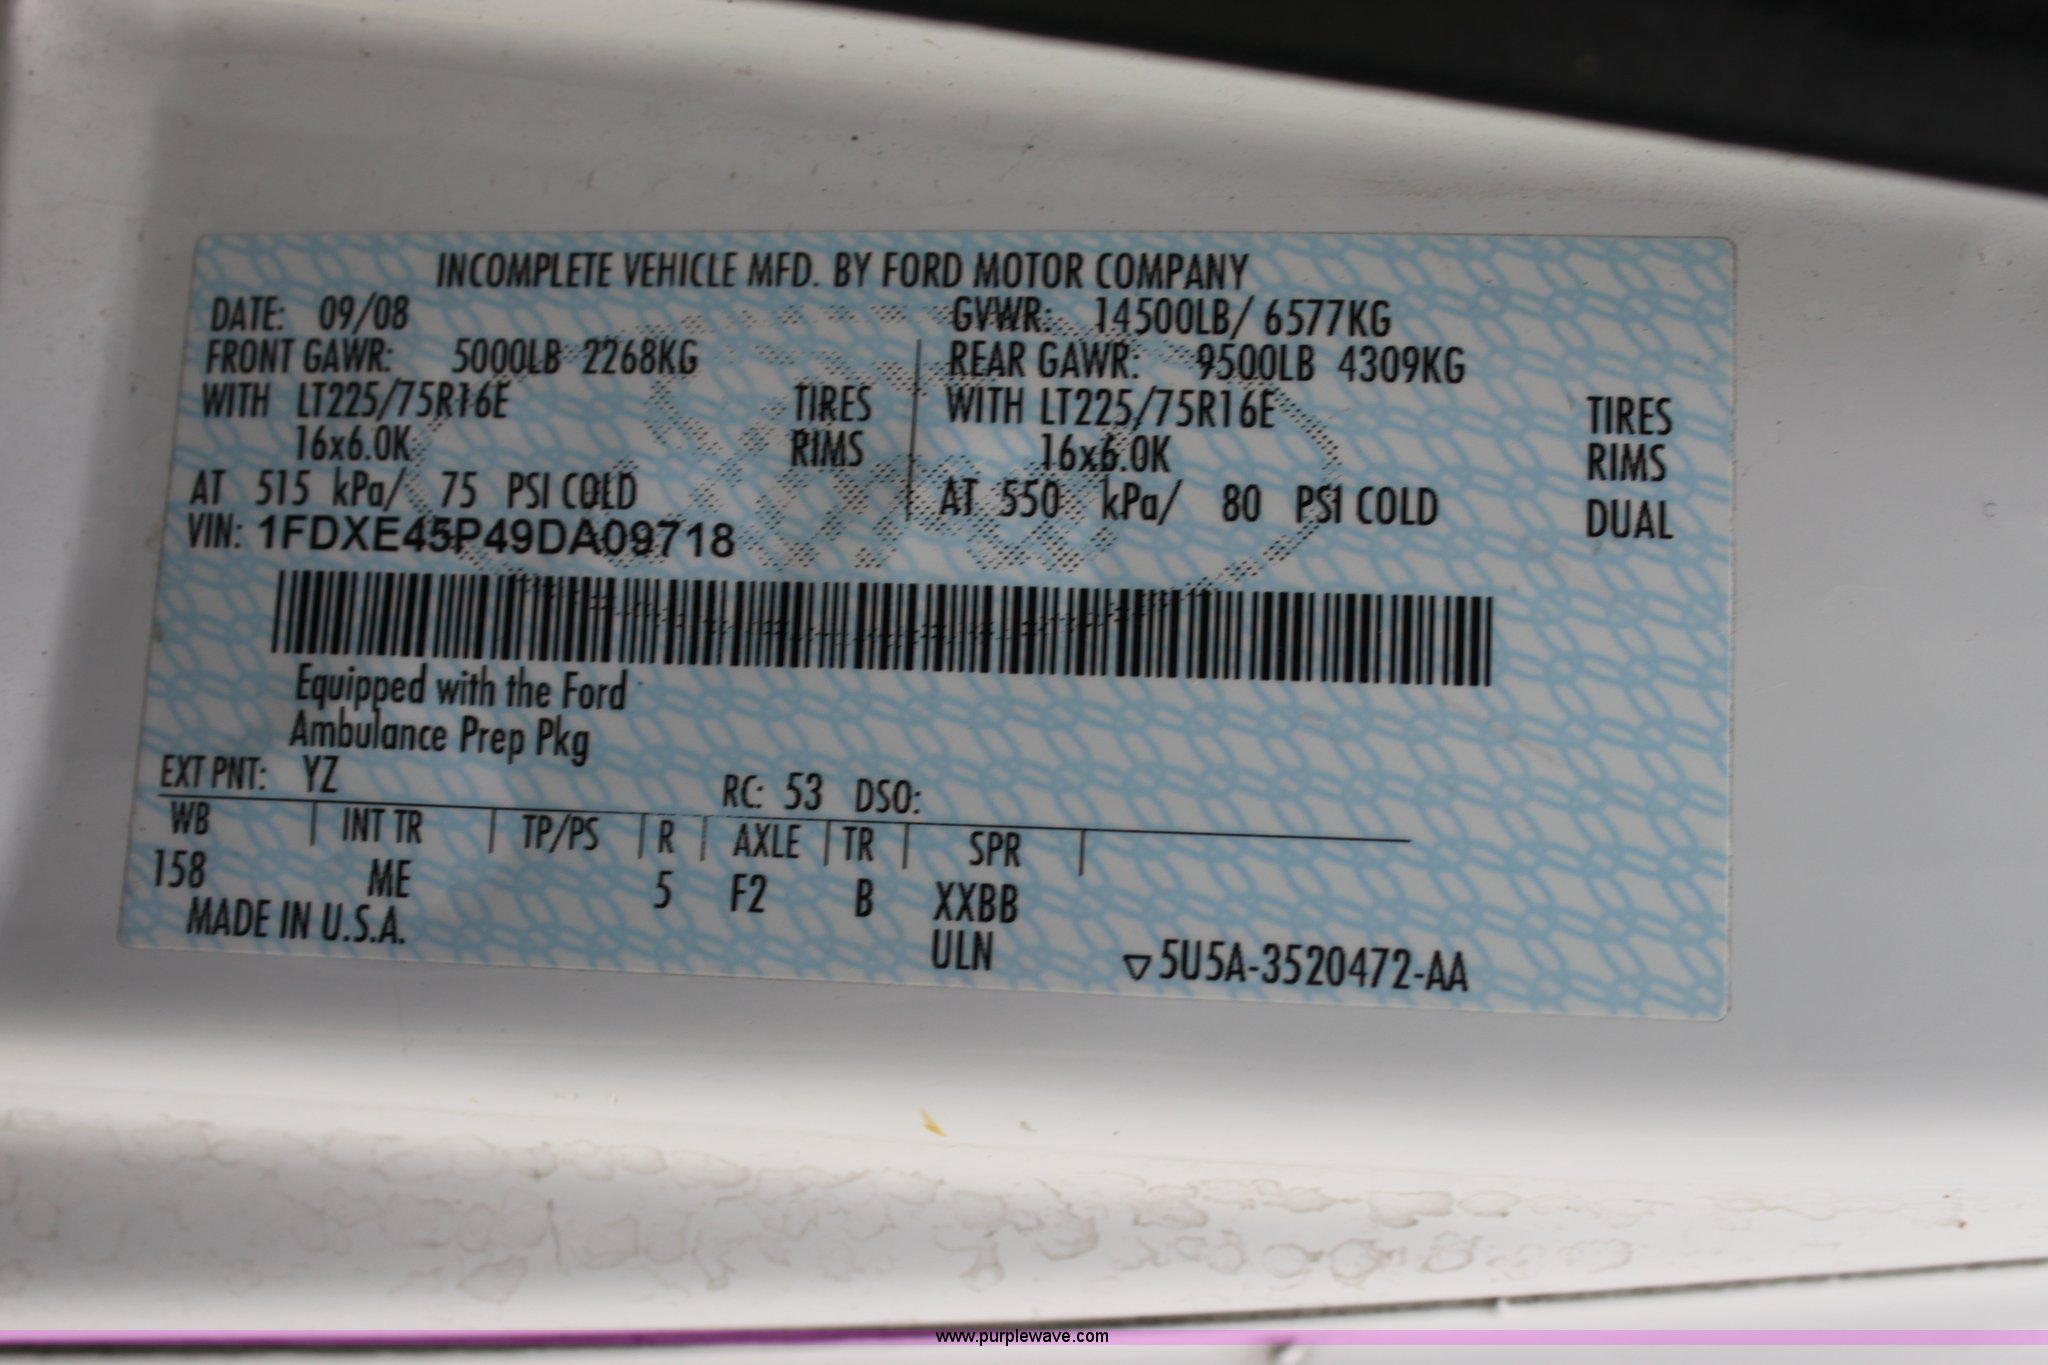 INCOMPLETE VEHICLE MFD. BY FORD MOTOR COMPANY
DATE: 09/08 GVWR: 14500LB/ 6577KG
FRONT GAWR: 5000LB 2268KG REAR GAWR: 9500LB 4309KG
WITH LT225/75R16E TIRES WITH LT225/75R16E TIRES
16x6.0K RIMS 16x6.0K RIMS
AT 515 kPa/ 75 PSI COLD AT 550 kPa/ 80 PSI COLD DUAL
VIN: 1FDXE45P49DA09718
Equipped with the Ford
Ambulance Prep Pkg
EXT PNT: YZ RC: 53 DSO:
WB INT TR TP/PS R AXLE TR SPR
158 ME 5 F2 B XXBB
MADE IN U.S.A. ULN ▽5U5A-3520472-AA
www.purplewave.com